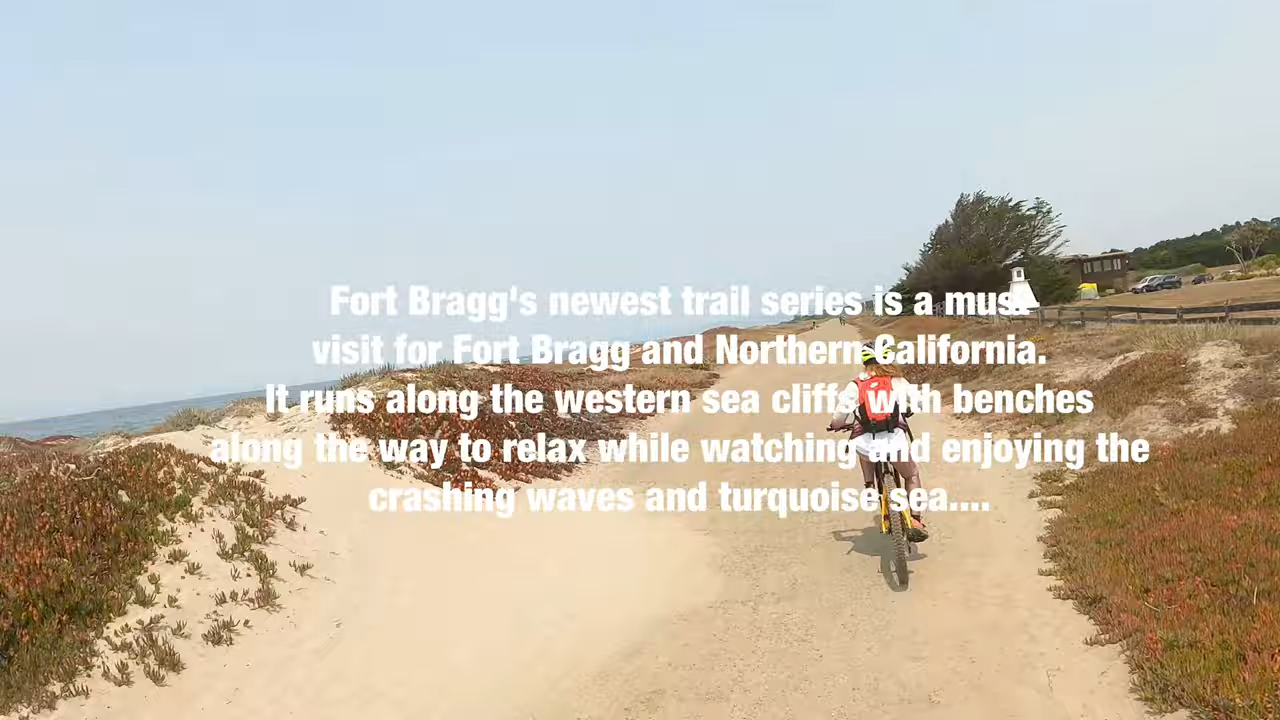 Fort Bragg's newest trail series is a must
visit for Fort Bragg and Northern California.
It runs along the western sea cliffs with benches
along the way to relax while watching and enjoying the
crashing waves and turquoise sea....